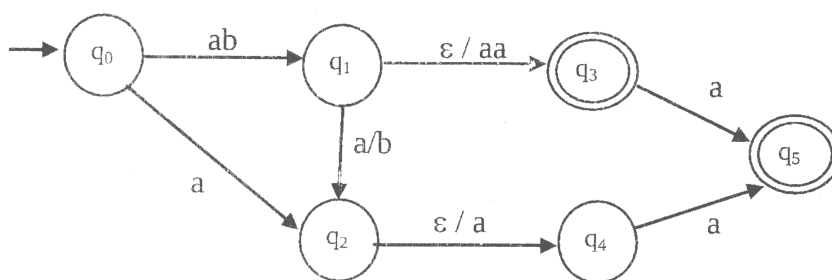 q0 ab q1 ε / aa q3 a
a a/b q5
q2 ε / a q4 a